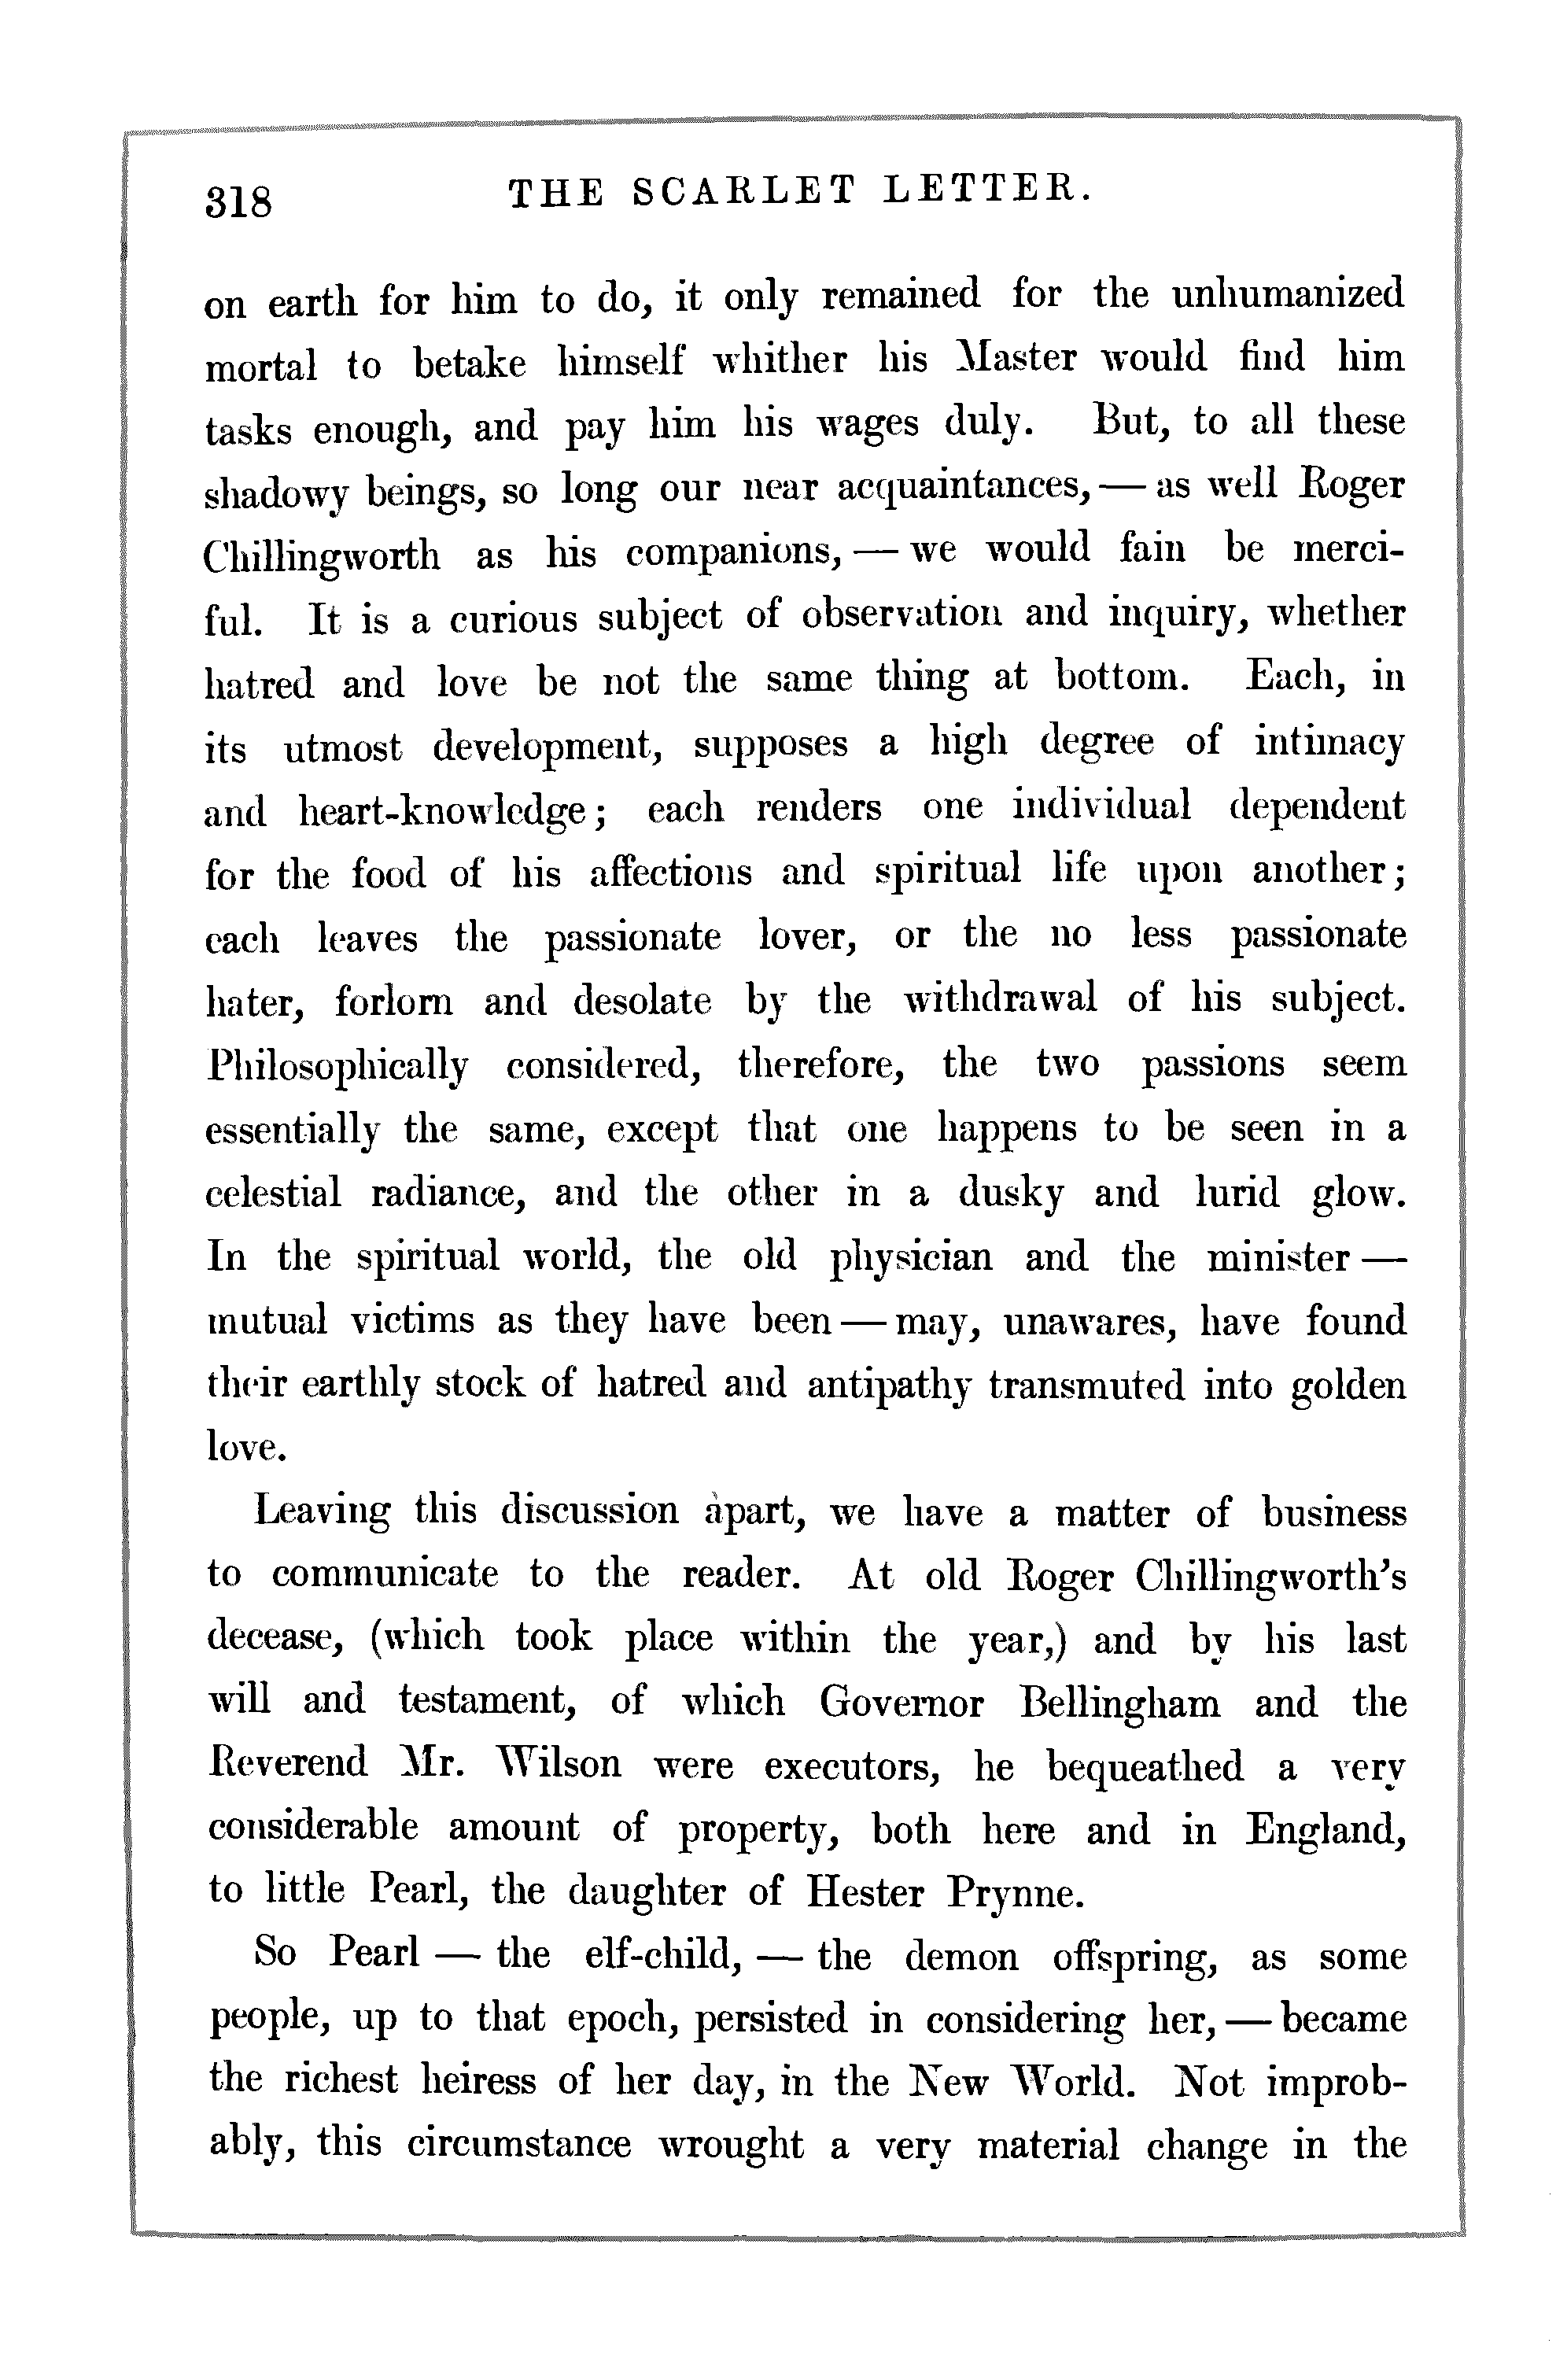 318 THE SCARLET LETTER.
on earth for him to do, it only remained for the unhumanized
mortal to betake himself whither his Master would find him
tasks enough, and pay him his wages duly. But, to all these
shadowy beings, so long our near acquaintances,—as well Roger
Chillingworth as his companions,—we would fain be merci-
ful. It is a curious subject of observation and inquiry, whether
hatred and love be not the same thing at bottom. Each, in
its utmost development, supposes a high degree of intimacy
and heart-knowledge; each renders one individual dependent
for the food of his affections and spiritual life upon another;
each leaves the passionate lover, or the no less passionate
hater, forlorn and desolate by the withdrawal of his subject.
Philosophically considered, therefore, the two passions seem
essentially the same, except that one happens to be seen in a
celestial radiance, and the other in a dusky and lurid glow.
In the spiritual world, the old physician and the minister—
mutual victims as they have been—may, unawares, have found
their earthly stock of hatred and antipathy transmuted into golden
love.
Leaving this discussion apart, we have a matter of business
to communicate to the reader. At old Roger Chillingworth's
decease, (which took place within the year,) and by his last
will and testament, of which Governor Bellingham and the
Reverend Mr. Wilson were executors, he bequeathed a very
considerable amount of property, both here and in England,
to little Pearl, the daughter of Hester Prynne.
So Pearl—the elf-child,—the demon offspring, as some
people, up to that epoch, persisted in considering her,—became
the richest heiress of her day, in the New World. Not improb-
ably, this circumstance wrought a very material change in the